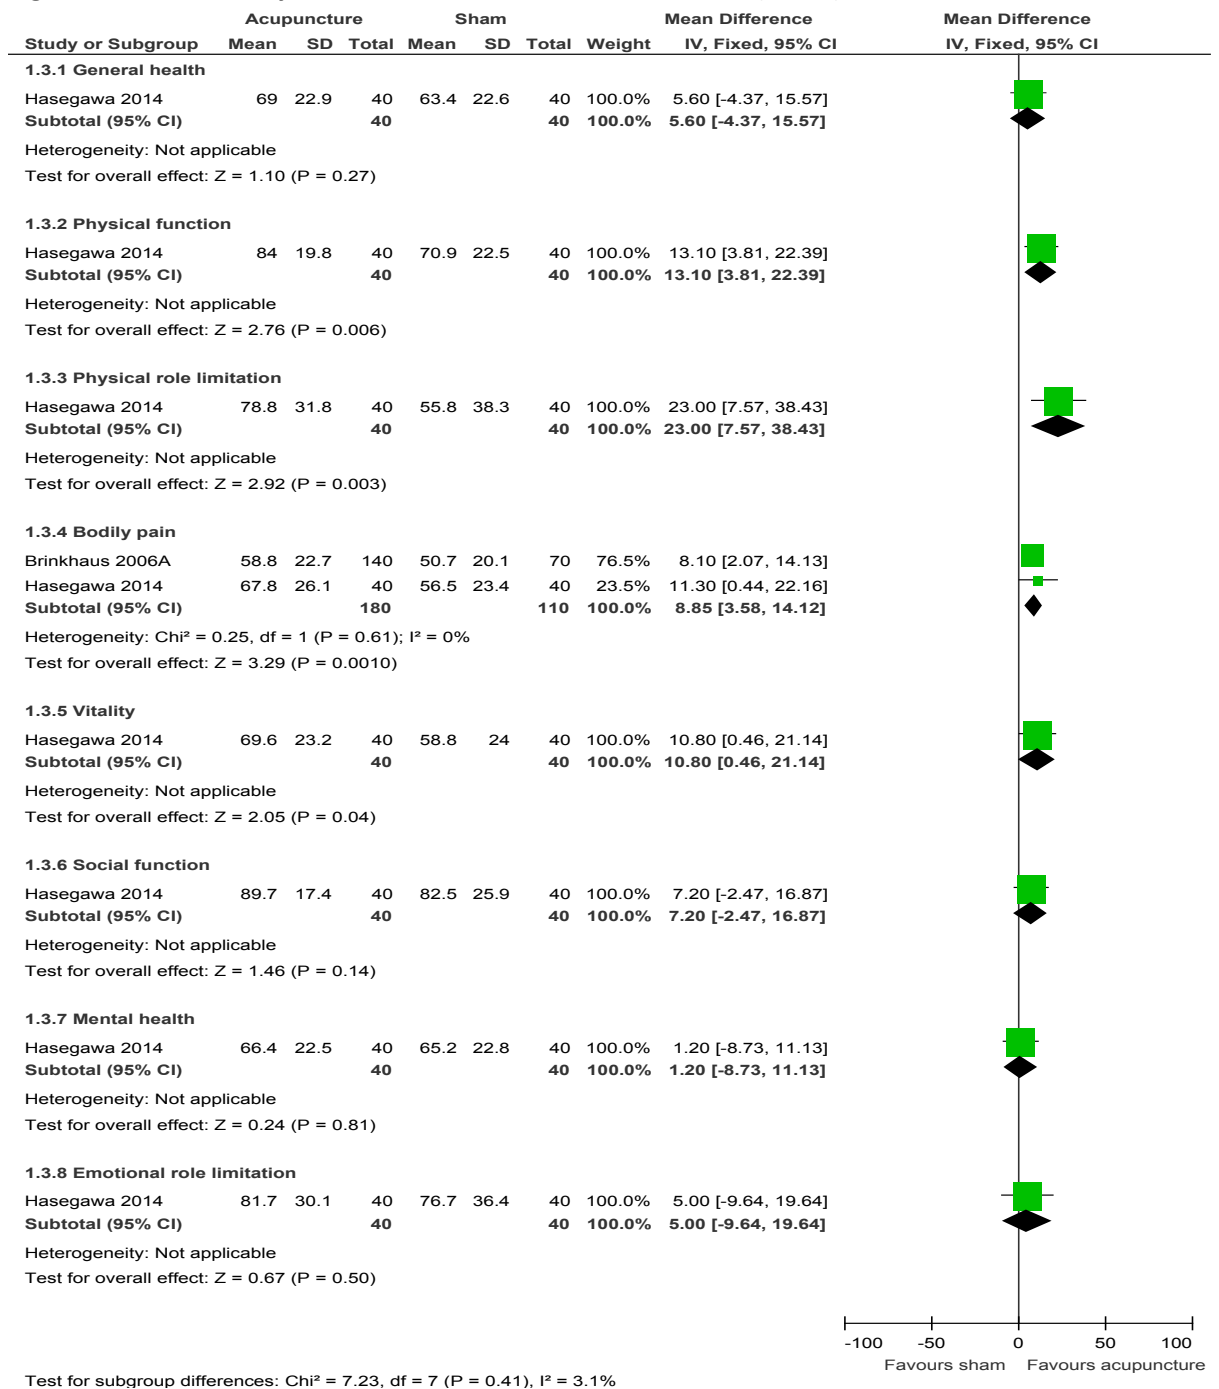 Acupuncture Sham Mean Difference Mean Difference
Study or Subgroup Mean SD Total Mean SD Total Weight IV, Fixed, 95% CI IV, Fixed, 95% CI
1.3.1 General health
Hasegawa 2014 69 22.9 40 63.4 22.6 40 100.0% 5.60 [-4.37, 15.57]
Subtotal (95% CI) 40 40 100.0% 5.60 [-4.37, 15.57]
Heterogeneity: Not applicable
Test for overall effect: Z = 1.10 (P = 0.27)
1.3.2 Physical function
Hasegawa 2014 84 19.8 40 70.9 22.5 40 100.0% 13.10 [3.81, 22.39]
Subtotal (95% CI) 40 40 100.0% 13.10 [3.81, 22.39]
Heterogeneity: Not applicable
Test for overall effect: Z = 2.76 (P = 0.006)
1.3.3 Physical role limitation
Hasegawa 2014 78.8 31.8 40 55.8 38.3 40 100.0% 23.00 [7.57, 38.43]
Subtotal (95% CI) 40 40 100.0% 23.00 [7.57, 38.43]
Heterogeneity: Not applicable
Test for overall effect: Z = 2.92 (P = 0.003)
1.3.4 Bodily pain
Brinkhaus 2006A 58.8 22.7 140 50.7 20.1 70 76.5% 8.10 [2.07, 14.13]
Hasegawa 2014 67.8 26.1 40 56.5 23.4 40 23.5% 11.30 [0.44, 22.16]
Subtotal (95% CI) 180 110 100.0% 8.85 [3.58, 14.12]
Heterogeneity: Chi² = 0.25, df = 1 (P = 0.61); I² = 0%
Test for overall effect: Z = 3.29 (P = 0.0010)
1.3.5 Vitality
Hasegawa 2014 69.6 23.2 40 58.8 24 40 100.0% 10.80 [0.46, 21.14]
Subtotal (95% CI) 40 40 100.0% 10.80 [0.46, 21.14]
Heterogeneity: Not applicable
Test for overall effect: Z = 2.05 (P = 0.04)
1.3.6 Social function
Hasegawa 2014 89.7 17.4 40 82.5 25.9 40 100.0% 7.20 [-2.47, 16.87]
Subtotal (95% CI) 40 40 100.0% 7.20 [-2.47, 16.87]
Heterogeneity: Not applicable
Test for overall effect: Z = 1.46 (P = 0.14)
1.3.7 Mental health
Hasegawa 2014 66.4 22.5 40 65.2 22.8 40 100.0% 1.20 [-8.73, 11.13]
Subtotal (95% CI) 40 40 100.0% 1.20 [-8.73, 11.13]
Heterogeneity: Not applicable
Test for overall effect: Z = 0.24 (P = 0.81)
1.3.8 Emotional role limitation
Hasegawa 2014 81.7 30.1 40 76.7 36.4 40 100.0% 5.00 [-9.64, 19.64]
Subtotal (95% CI) 40 40 100.0% 5.00 [-9.64, 19.64]
Heterogeneity: Not applicable
Test for overall effect: Z = 0.67 (P = 0.50)
-100 -50 0 50 100
Favours sham Favours acupuncture
Test for subgroup differences: Chi² = 7.23, df = 7 (P = 0.41), I² = 3.1%